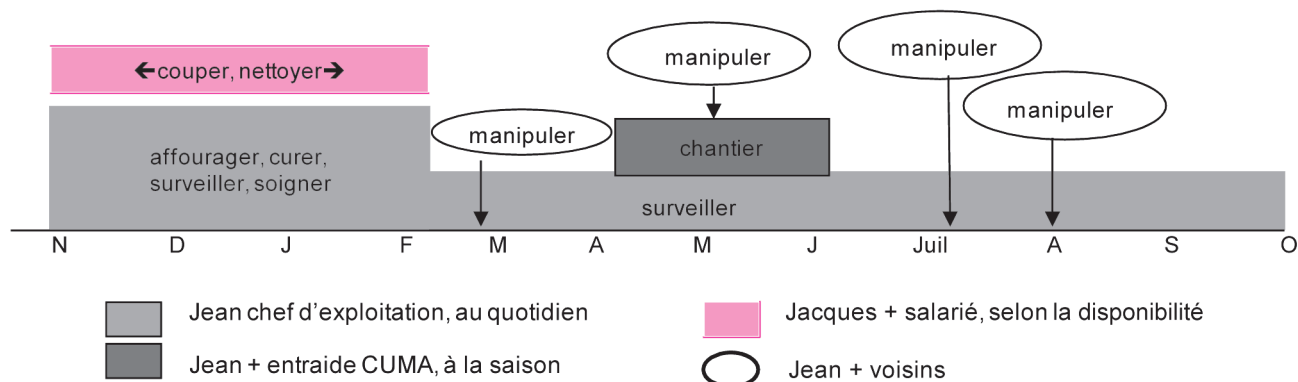 manipuler
manipuler
couper, nettoyer
manipuler
manipuler
chantier
affourager, curer,
surveiller, soigner
surveiller
N D J F M A M J Juil A S O
Jean chef d'exploitation, au quotidien
Jacques + salarié, selon la disponibilité
Jean + entraide CUMA, à la saison
Jean + voisins